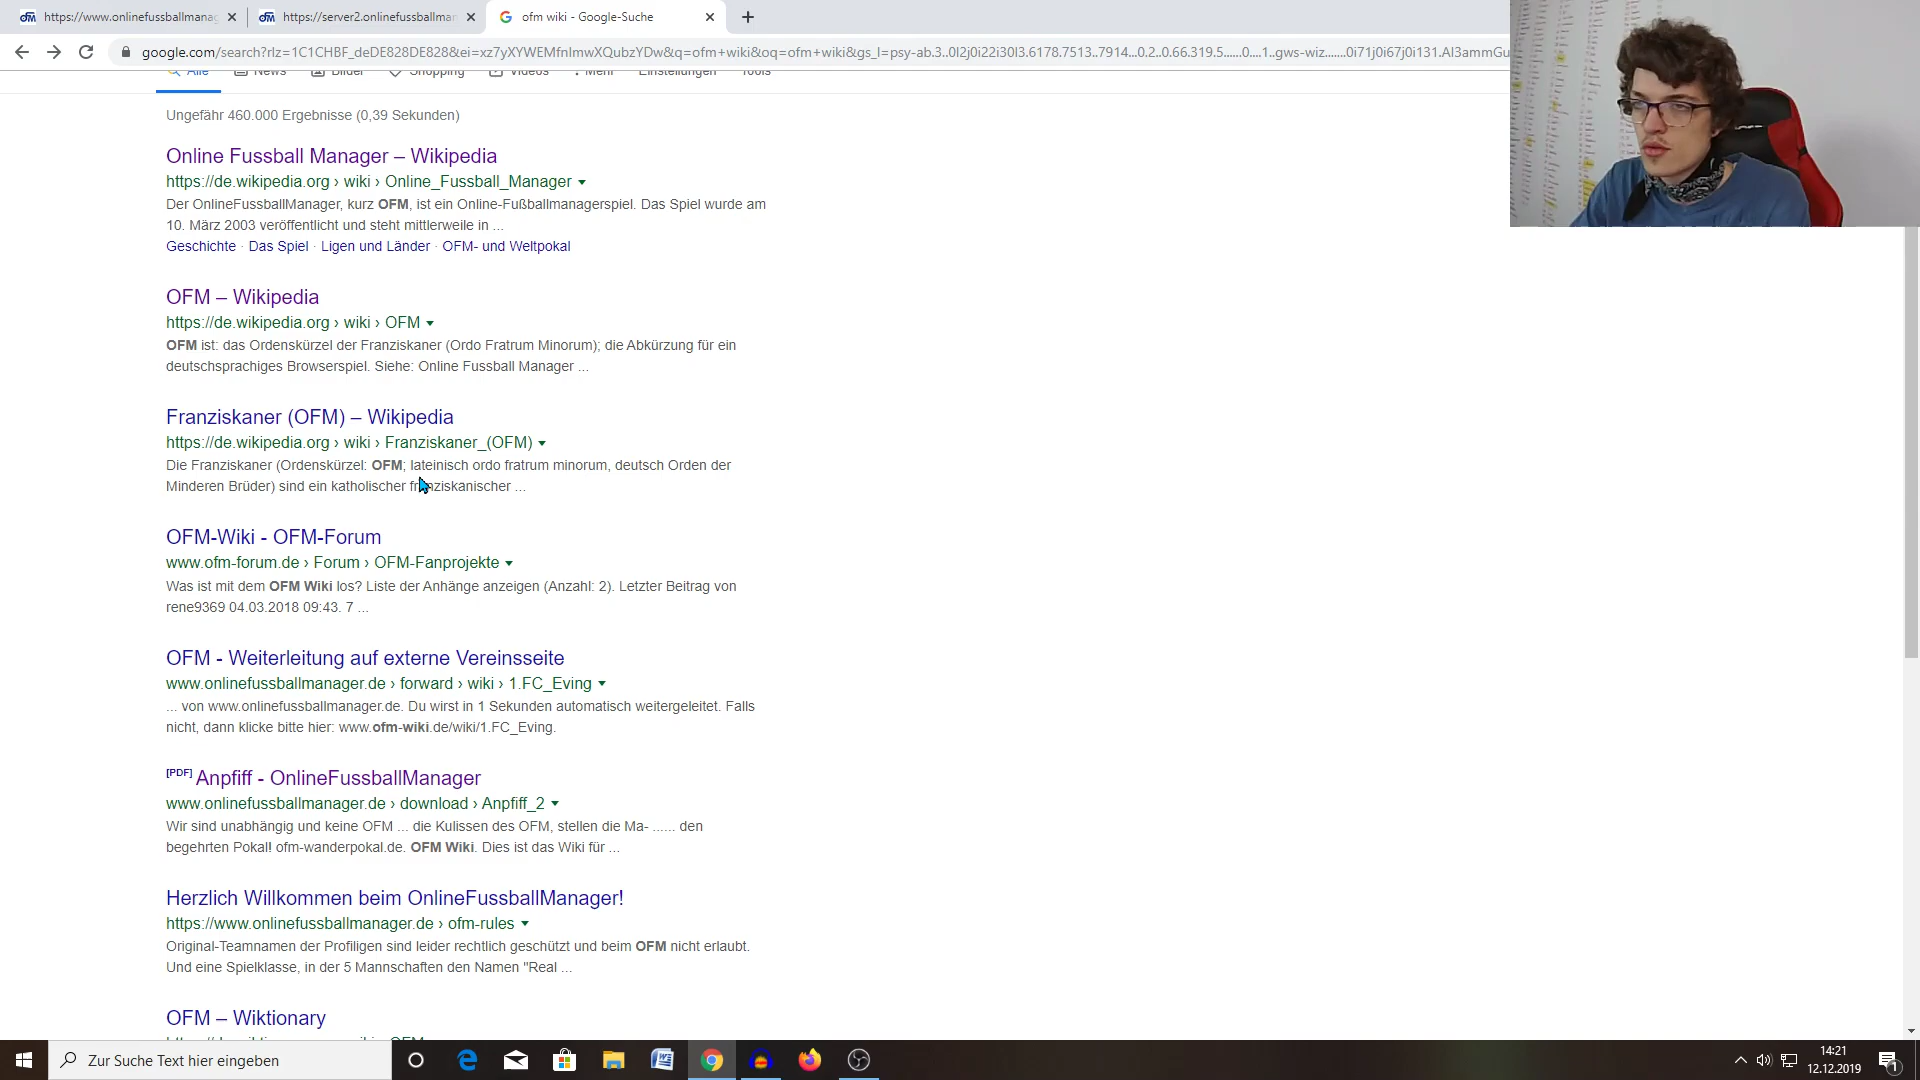 https://www.onlinefussballmanag
https://server2.onlinefussballman
ofm wiki - Google-Suche
google.com/search?rlz=1C1CHBF_deDE828DE828&ei=xz7yXYWEMfnImwXQubzYDw&q=ofm+wiki&oq=ofm+wiki&gs_l=psy-ab.3..0l2j0i22i30l3.6178.7513..7914...0.2..0.66.319.5......0....1..gws-wiz.......0i71j0i67j0i131.AI3ammGu
Alle News Bilder Shopping Videos Mehr Einstellungen Tools
Ungefähr 460.000 Ergebnisse (0,39 Sekunden)
Online Fussball Manager – Wikipedia
https://de.wikipedia.org › wiki › Online_Fussball_Manager
Der OnlineFussballManager, kurz OFM, ist ein Online-Fußballmanagerspiel. Das Spiel wurde am
10. März 2003 veröffentlicht und steht mittlerweile in ...
Geschichte · Das Spiel · Ligen und Länder · OFM- und Weltpokal
OFM – Wikipedia
https://de.wikipedia.org › wiki › OFM
OFM ist: das Ordenskürzel der Franziskaner (Ordo Fratrum Minorum); die Abkürzung für ein
deutschsprachiges Browserspiel. Siehe: Online Fussball Manager ...
Franziskaner (OFM) – Wikipedia
https://de.wikipedia.org › wiki › Franziskaner_(OFM)
Die Franziskaner (Ordenskürzel: OFM; lateinisch ordo fratrum minorum, deutsch Orden der
Minderen Brüder) sind ein katholischer franziskanischer ...
OFM-Wiki - OFM-Forum
www.ofm-forum.de › Forum › OFM-Fanprojekte
Was ist mit dem OFM Wiki los? Liste der Anhänge anzeigen (Anzahl: 2). Letzter Beitrag von
rene9369 04.03.2018 09:43. 7 ...
OFM - Weiterleitung auf externe Vereinsseite
www.onlinefussballmanager.de › forward › wiki › 1.FC_Eving
... von www.onlinefussballmanager.de. Du wirst in 1 Sekunden automatisch weitergeleitet. Falls
nicht, dann klicke bitte hier: www.ofm-wiki.de/wiki/1.FC_Eving.
[PDF] Anpfiff - OnlineFussballManager
www.onlinefussballmanager.de › download › Anpfiff_2
Wir sind unabhängig und keine OFM ... die Kulissen des OFM, stellen die Ma- ...... den
begehrten Pokal! ofm-wanderpokal.de. OFM Wiki. Dies ist das Wiki für ...
Herzlich Willkommen beim OnlineFussballManager!
https://www.onlinefussballmanager.de › ofm-rules
Original-Teamnamen der Profiligen sind leider rechtlich geschützt und beim OFM nicht erlaubt.
Und eine Spielklasse, in der 5 Mannschaften den Namen "Real ...
OFM – Wiktionary
Zur Suche Text hier eingeben
14:21
12.12.2019
1